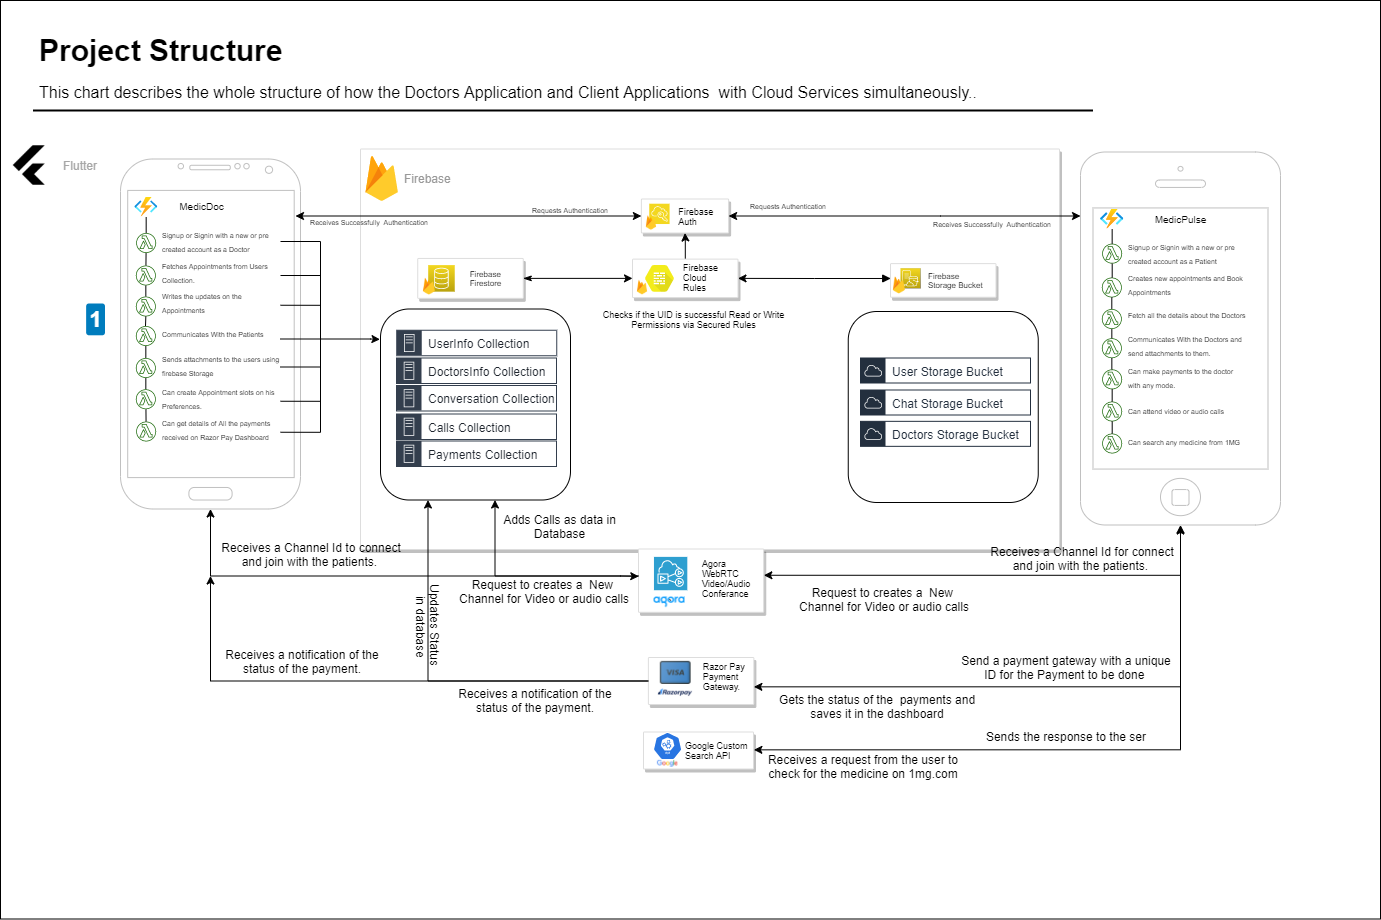 Project Structure
This chart describes the whole structure of how the Doctors Application and Client Applications  with Cloud Services simultaneously..
Flutter
MedicDoc
Signup or Signin with a new or pre
created account as a Doctor
Fetches Appointments from Users
Collection.
Writes the updates on the
Appointments
Communicates With the Patients
Sends attachments to the users using
firebase Storage
Can create Appointment slots on his
Preferences.
Can get details of All the payments
received on Razor Pay Dashboard
1
Firebase
Requests Authentication
Receives Successfully  Authentication
Firebase
Auth
Requests Authentication
Receives Successfully  Authentication
Firebase
Firestore
Firebase
Cloud
Rules
Firebase
Storage Bucket
Checks if the UID is successful Read or Write
Permissions via Secured Rules
UserInfo Collection
DoctorsInfo Collection
Conversation Collection
Calls Collection
Payments Collection
User Storage Bucket
Chat Storage Bucket
Doctors Storage Bucket
MedicPulse
Signup or Signin with a new or pre
created account as a Patient
Creates new appointments and Book
Appointments
Fetch all the details about the Doctors
Communicates With the Doctors and
send attachments to them.
Can make payments to the doctor
with any mode.
Can attend video or audio calls
Can search any medicine from 1MG
Adds Calls as data in
Database
Receives a Channel Id to connect
and join with the patients.
Request to creates a  New
Channel for Video or audio calls
agora
Agora
WebRTC
Video/Audio
Conferance
Receives a Channel Id for connect
and join with the patients.
Request to creates a  New
Channel for Video or audio calls
Updates Status
in database
Receives a notification of the
status of the payment.
Receives a notification of the
status of the payment.
VISA
Razorpay
Razor Pay
Payment
Gateway.
Send a payment gateway with a unique
ID for the Payment to be done
Gets the status of the  payments and
saves it in the dashboard
Google
Google Custom
Search API
Sends the response to the ser
Receives a request from the user to
check for the medicine on 1mg.com